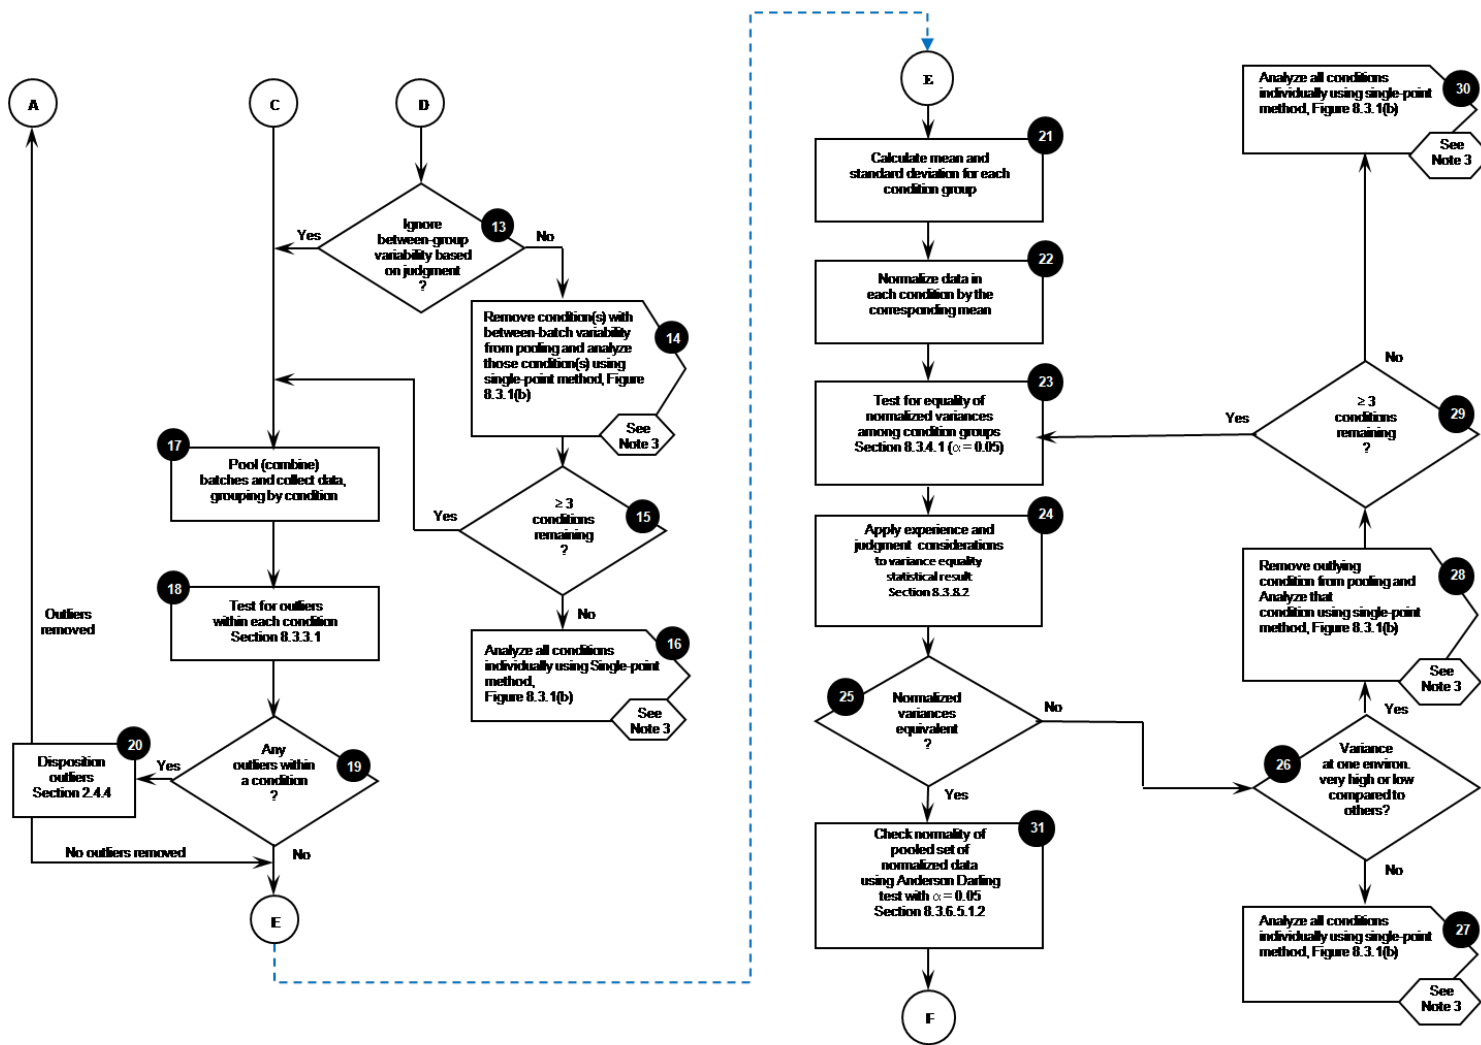 A
C
D
13
Ignore
between-group
variability based
on judgment
?
Yes
No
14
Remove condition(s) with
between-batch variability
from pooling and analyze
those condition(s) using
single-point method, Figure
8.3.1(b)
See
Note 3
15
≥ 3
conditions
remaining
?
Yes
No
16
Analyze all conditions
individually using Single-point
method,
Figure 8.3.1(b)
See
Note 3
17
Pool (combine)
batches and collect data,
grouping by condition
18
Test for outliers
within each condition
Section 8.3.3.1
19
Any
outliers within
a condition
?
Yes
No
20
Disposition
outliers
Section 2.4.4
Outliers
removed
No outliers removed
E
E
21
Calculate mean and
standard deviation for each
condition group
22
Normalize data in
each condition by the
corresponding mean
23
Test for equality of
normalized variances
among condition groups
Section 8.3.4.1 (α = 0.05)
24
Apply experience and
judgment considerations
to variance equality
statistical result
Section 8.3.8.2
25
Normalized
variances
equivalent
?
No
Yes
31
Check normality of
pooled set of
normalized data
using Anderson Darling
test with α = 0.05
Section 8.3.6.5.1.2
F
30
Analyze all conditions
individually using single-point
method, Figure 8.3.1(b)
See
Note 3
No
29
≥ 3
conditions
remaining
?
Yes
28
Remove outlying
condition from pooling and
Analyze that
condition using single-point
method, Figure 8.3.1(b)
See
Note 3
Yes
26
Variance
at one environ.
very high or low
compared to
others?
No
27
Analyze all conditions
individually using single-point
method, Figure 8.3.1(b)
See
Note 3